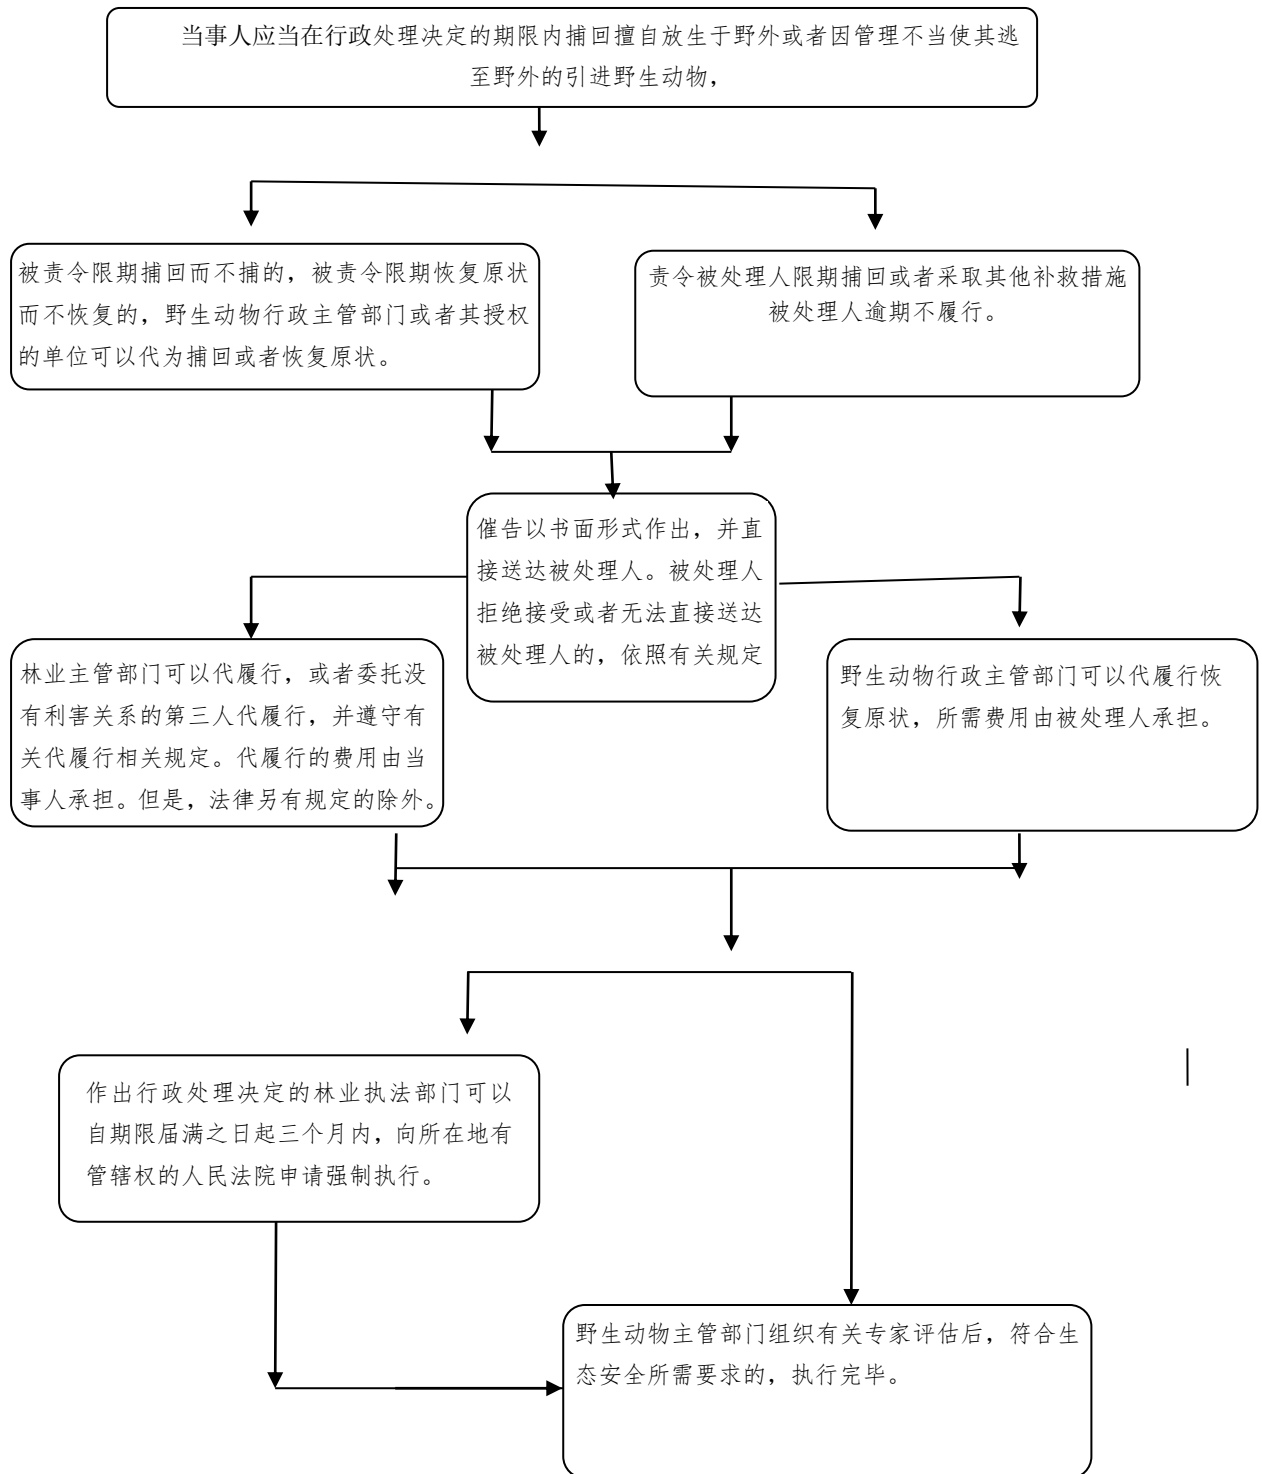 当事人应当在行政处理决定的期限内捕回擅自放生于野外或者因管理不当使其逃
至野外的引进野生动物，
被责令限期捕回而不捕的，被责令限期恢复原状
而不恢复的，野生动物行政主管部门或者其授权
的单位可以代为捕回或者恢复原状。
责令被处理人限期捕回或者采取其他补救措施
被处理人逾期不履行。
催告以书面形式作出，并直
接送达被处理人。被处理人
拒绝接受或者无法直接送达
被处理人的，依照有关规定
林业主管部门可以代履行，或者委托没
有利害关系的第三人代履行，并遵守有
关代履行相关规定。代履行的费用由当
事人承担。但是，法律另有规定的除外。
野生动物行政主管部门可以代履行恢
复原状，所需费用由被处理人承担。
作出行政处理决定的林业执法部门可以
自期限届满之日起三个月内，向所在地有
管辖权的人民法院申请强制执行。
野生动物主管部门组织有关专家评估后，符合生
态安全所需要求的，执行完毕。